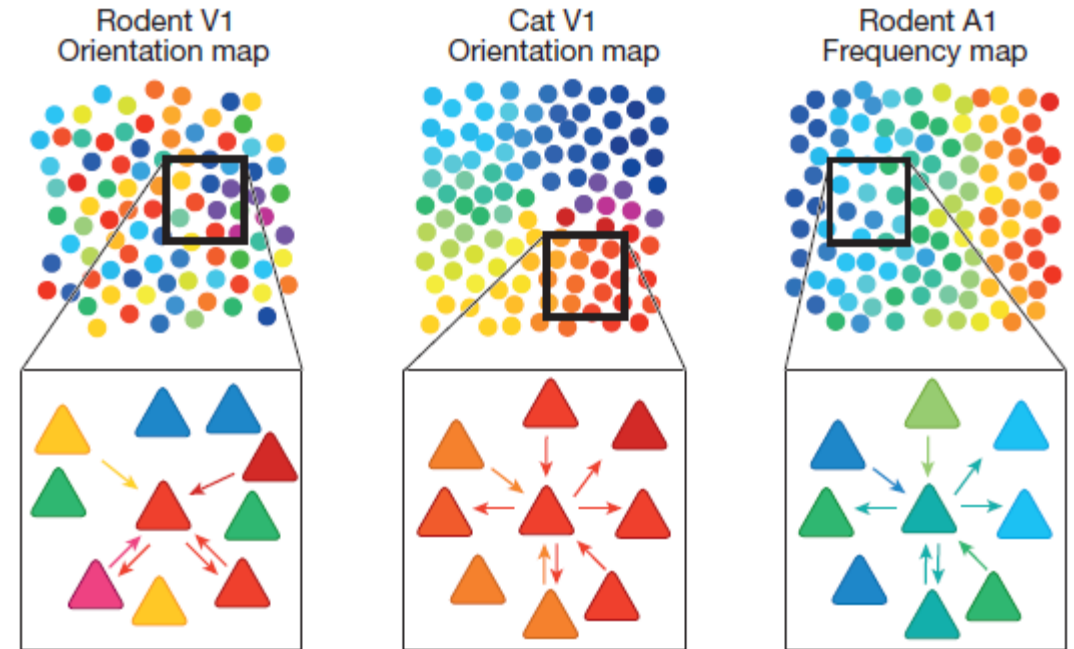 Rodent V1
Orientation map
Cat V1
Orientation map
Rodent A1
Frequency map